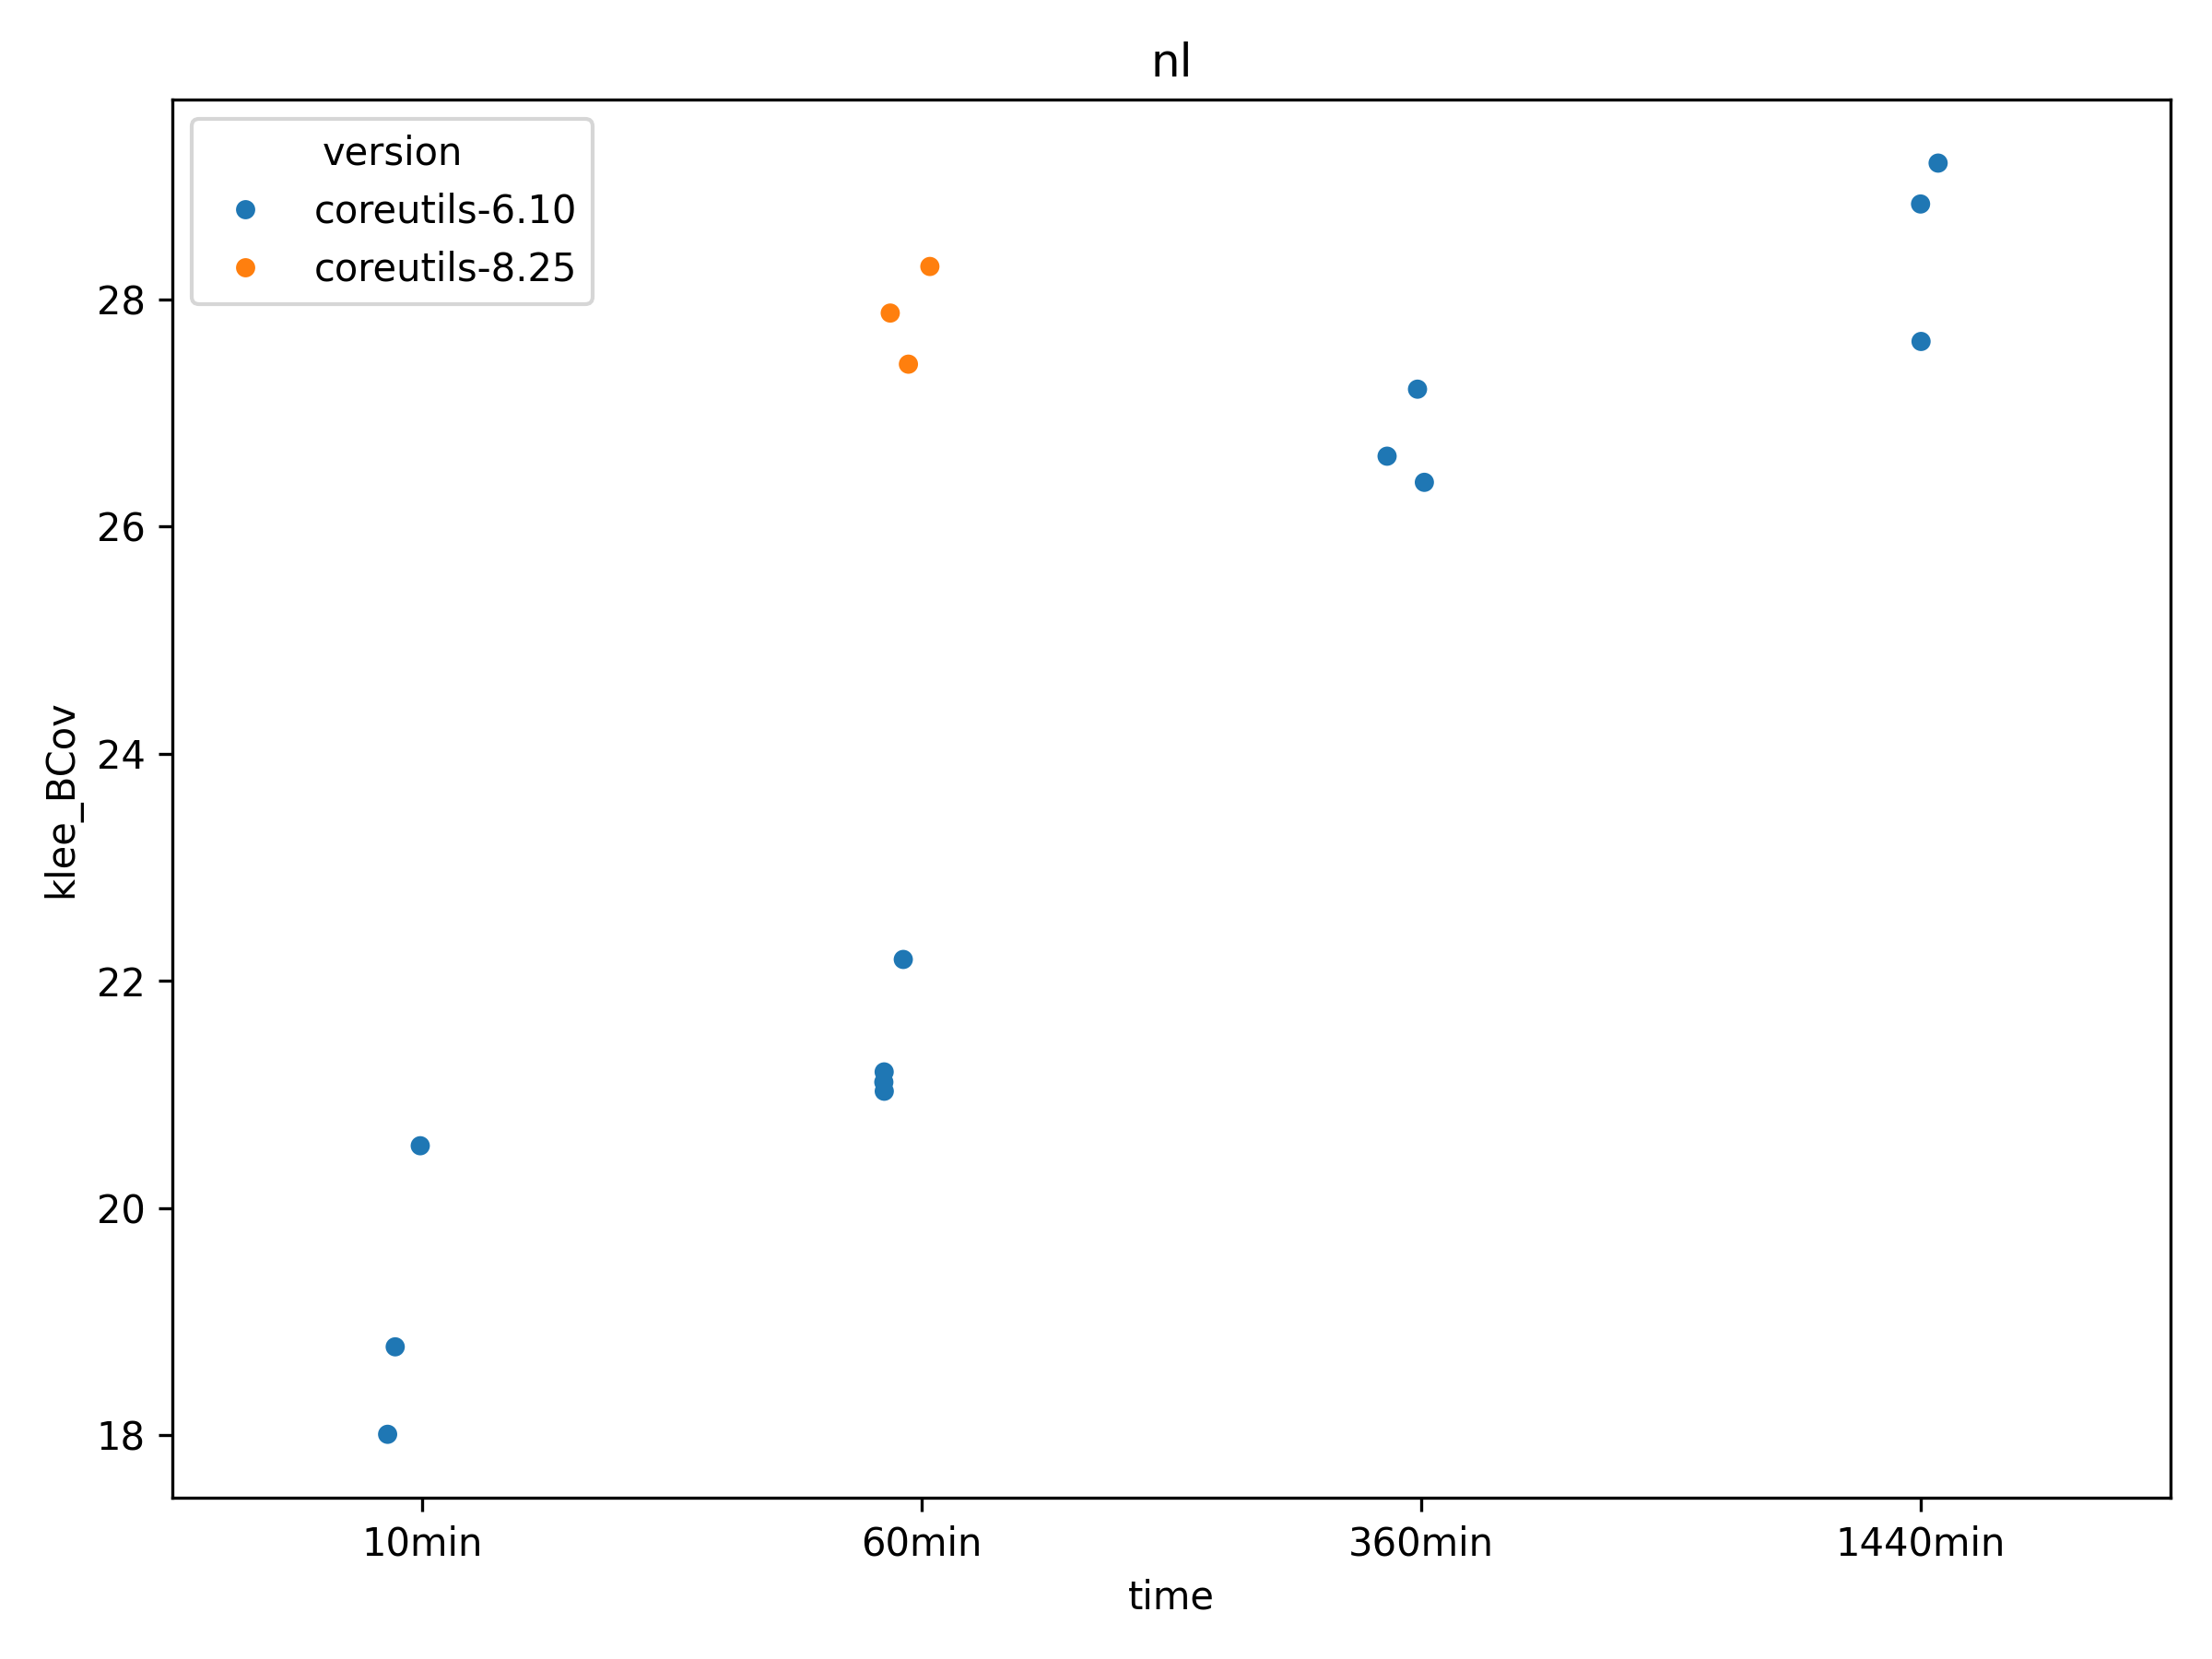 nl
version
coreutils-6.10
coreutils-8.25
28
26
24
22
20
18
klee_BCov
10min
60min
360min
1440min
time